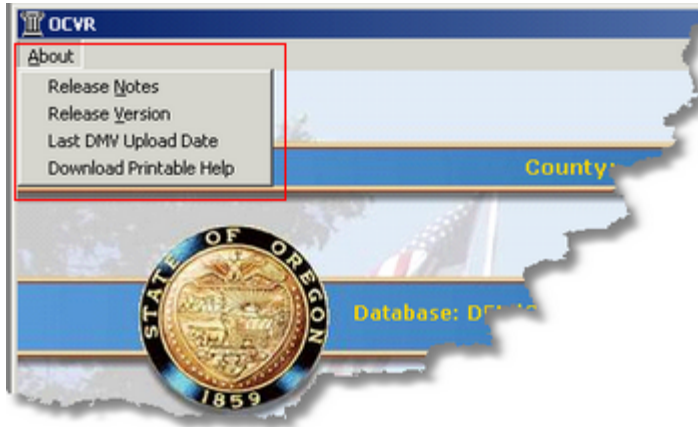 OCVR
About
Release Notes
Release Version
Last DMV Upload Date
Download Printable Help
County:
STATE OF OREGON
Database:
1859